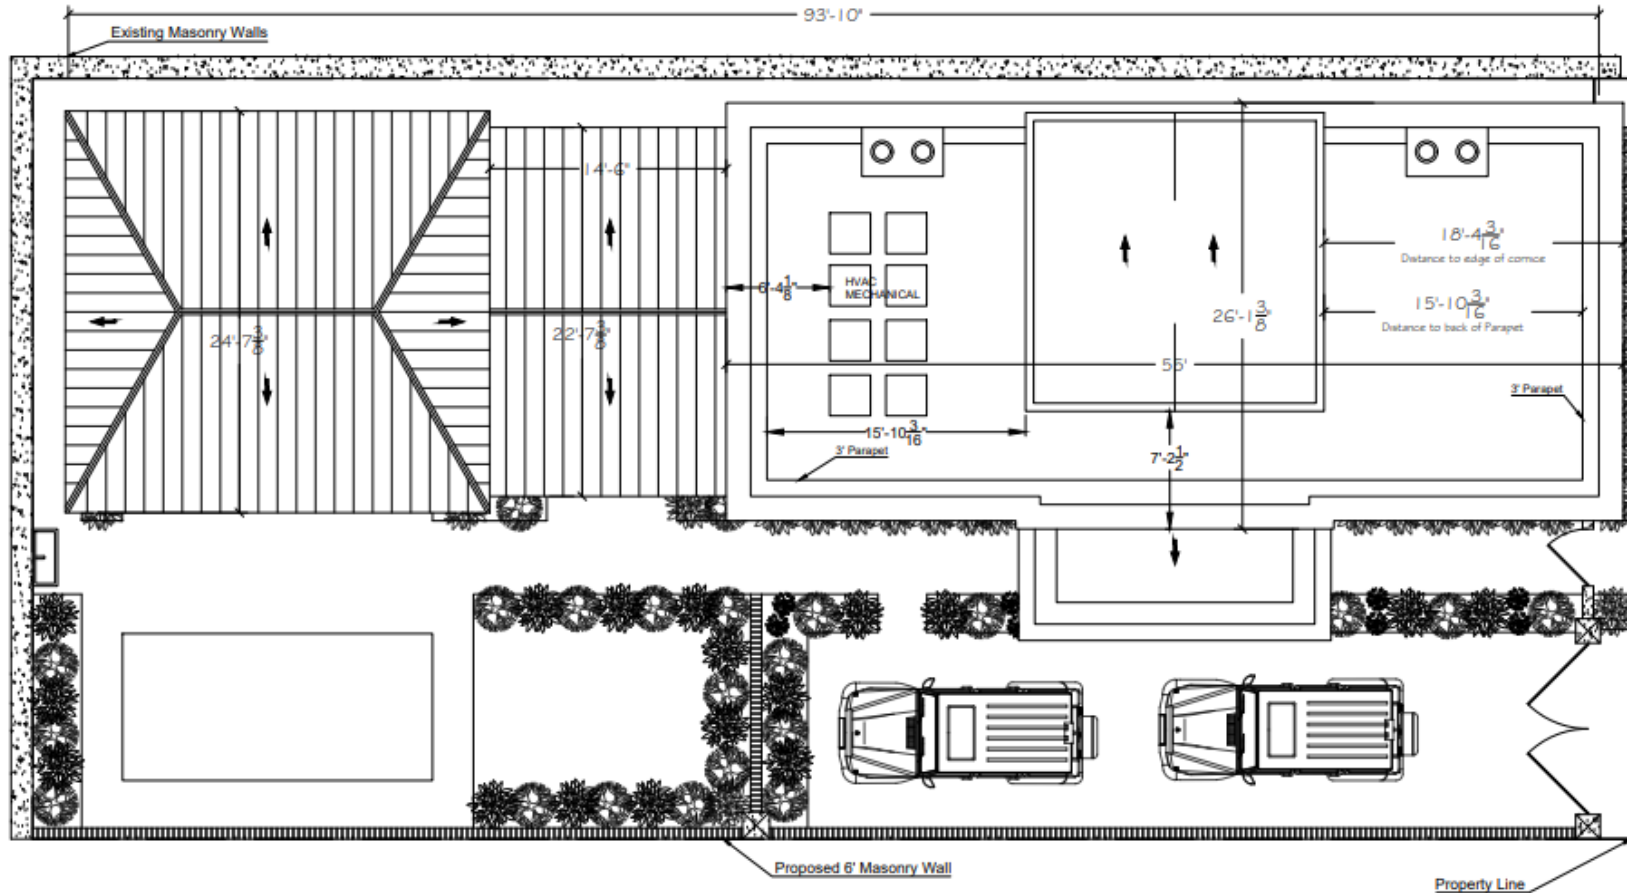 93'-10"
Existing Masonry Walls
14'-6"
18'-4 3/16"
Distance to edge of cornice
6'-4 1/8"
HVAC
MECHANICAL
15'-10 3/16"
Distance to back of Parapet
26'-1 3/8"
24'-7 3/8"
22'-7 3/8"
55'
3' Parapet
15'-10 3/16"
3' Parapet
7'-2 1/2"
Proposed 6' Masonry Wall
Property Line